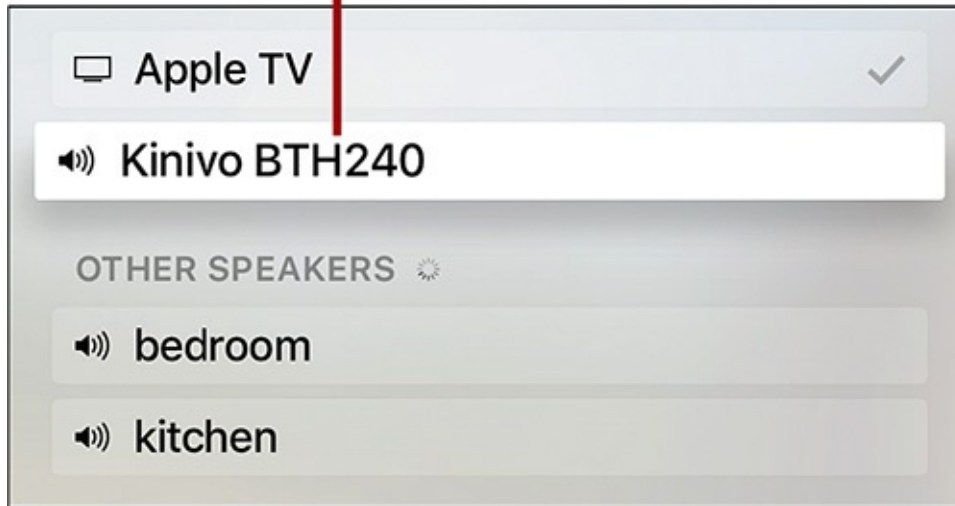 Apple TV
Kinivo BTH240
OTHER SPEAKERS
bedroom
kitchen